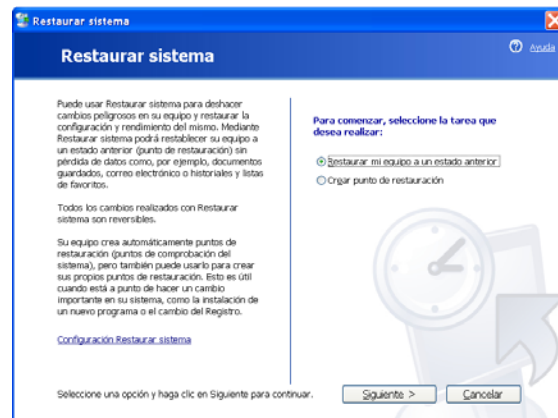 Restaurar sistema
Restaurar sistema
Ayuda
Puede usar Restaurar sistema para deshacer
cambios peligrosos en su equipo y restaurar la
configuración y rendimiento del mismo. Mediante
Restaurar sistema podrá restablecer su equipo a
un estado anterior (punto de restauración) sin
pérdida de datos como, por ejemplo, documentos
guardados, correo electrónico o historiales y listas
de favoritos.
Todos los cambios realizados con Restaurar
sistema son reversibles.
Su equipo crea automáticamente puntos de
restauración (puntos de comprobación del
sistema), pero también puede usarlo para crear
sus propios puntos de restauración. Esto es útil
cuando está a punto de hacer un cambio
importante en su sistema, como la instalación de
un nuevo programa o el cambio del Registro.
Configuración Restaurar sistema
Para comenzar, seleccione la tarea que
desea realizar:
Restaurar mi equipo a un estado anterior
Crear punto de restauración
Seleccione una opción y haga clic en Siguiente para continuar.
Siguiente >
Cancelar